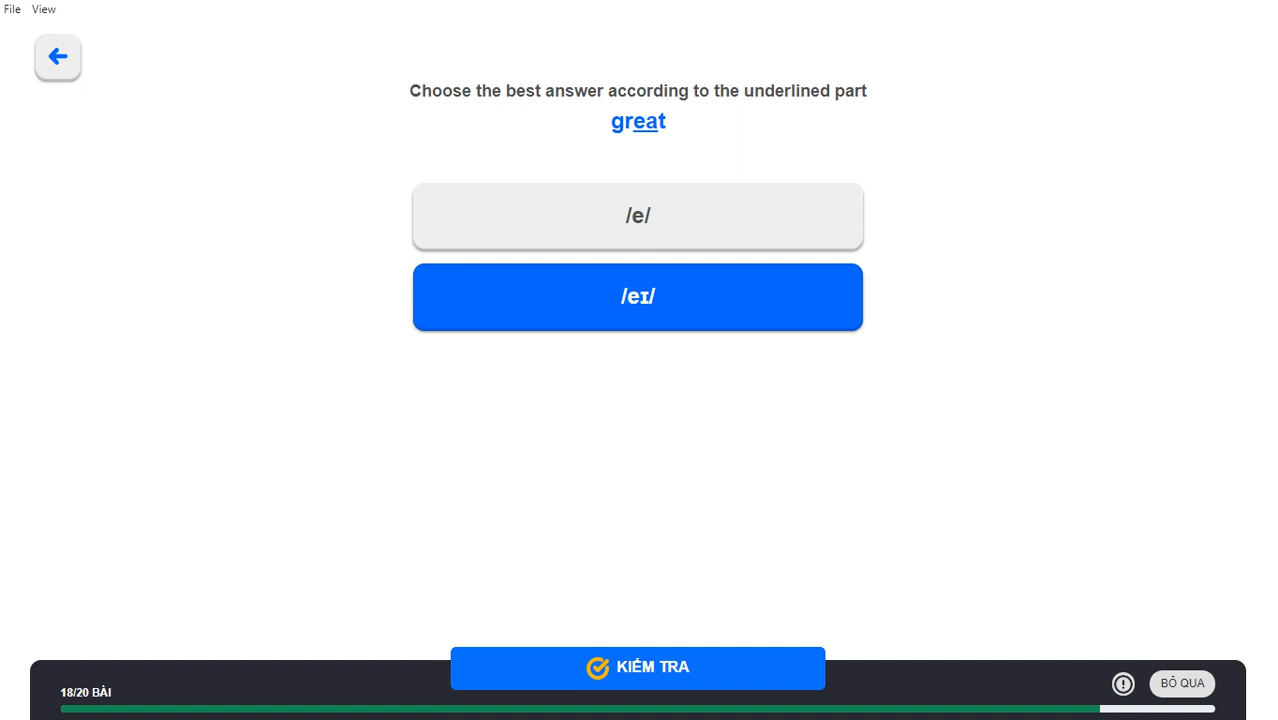 File View
Choose the best answer according to the underlined part
great
/e/
/eɪ/
KIỂM TRA
18/20 BÀI
BỎ QUA